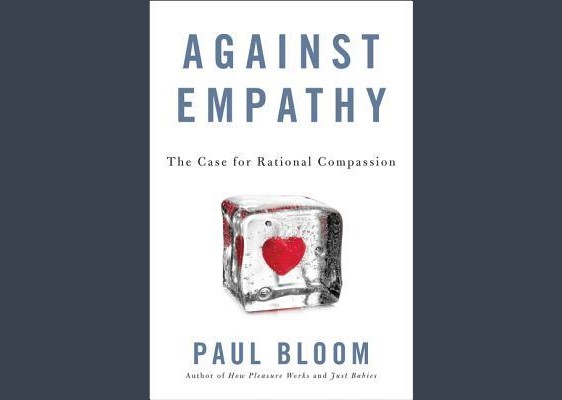 AGAINST
EMPATHY
The Case for Rational Compassion
PAUL BLOOM
Author of How Pleasure Works and Just Babies